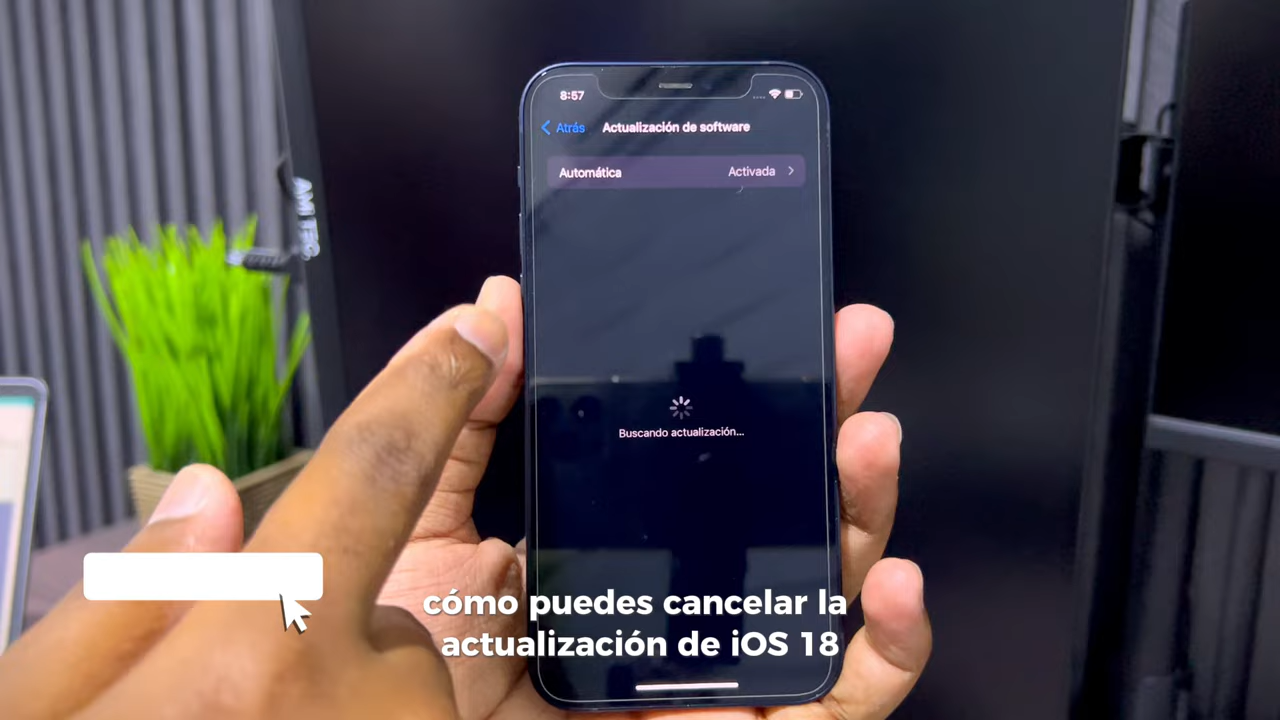 8:57
Atrás
Actualización de software
Automática
Activada
Buscando actualización...
cómo puedes cancelar la
actualización de iOS 18